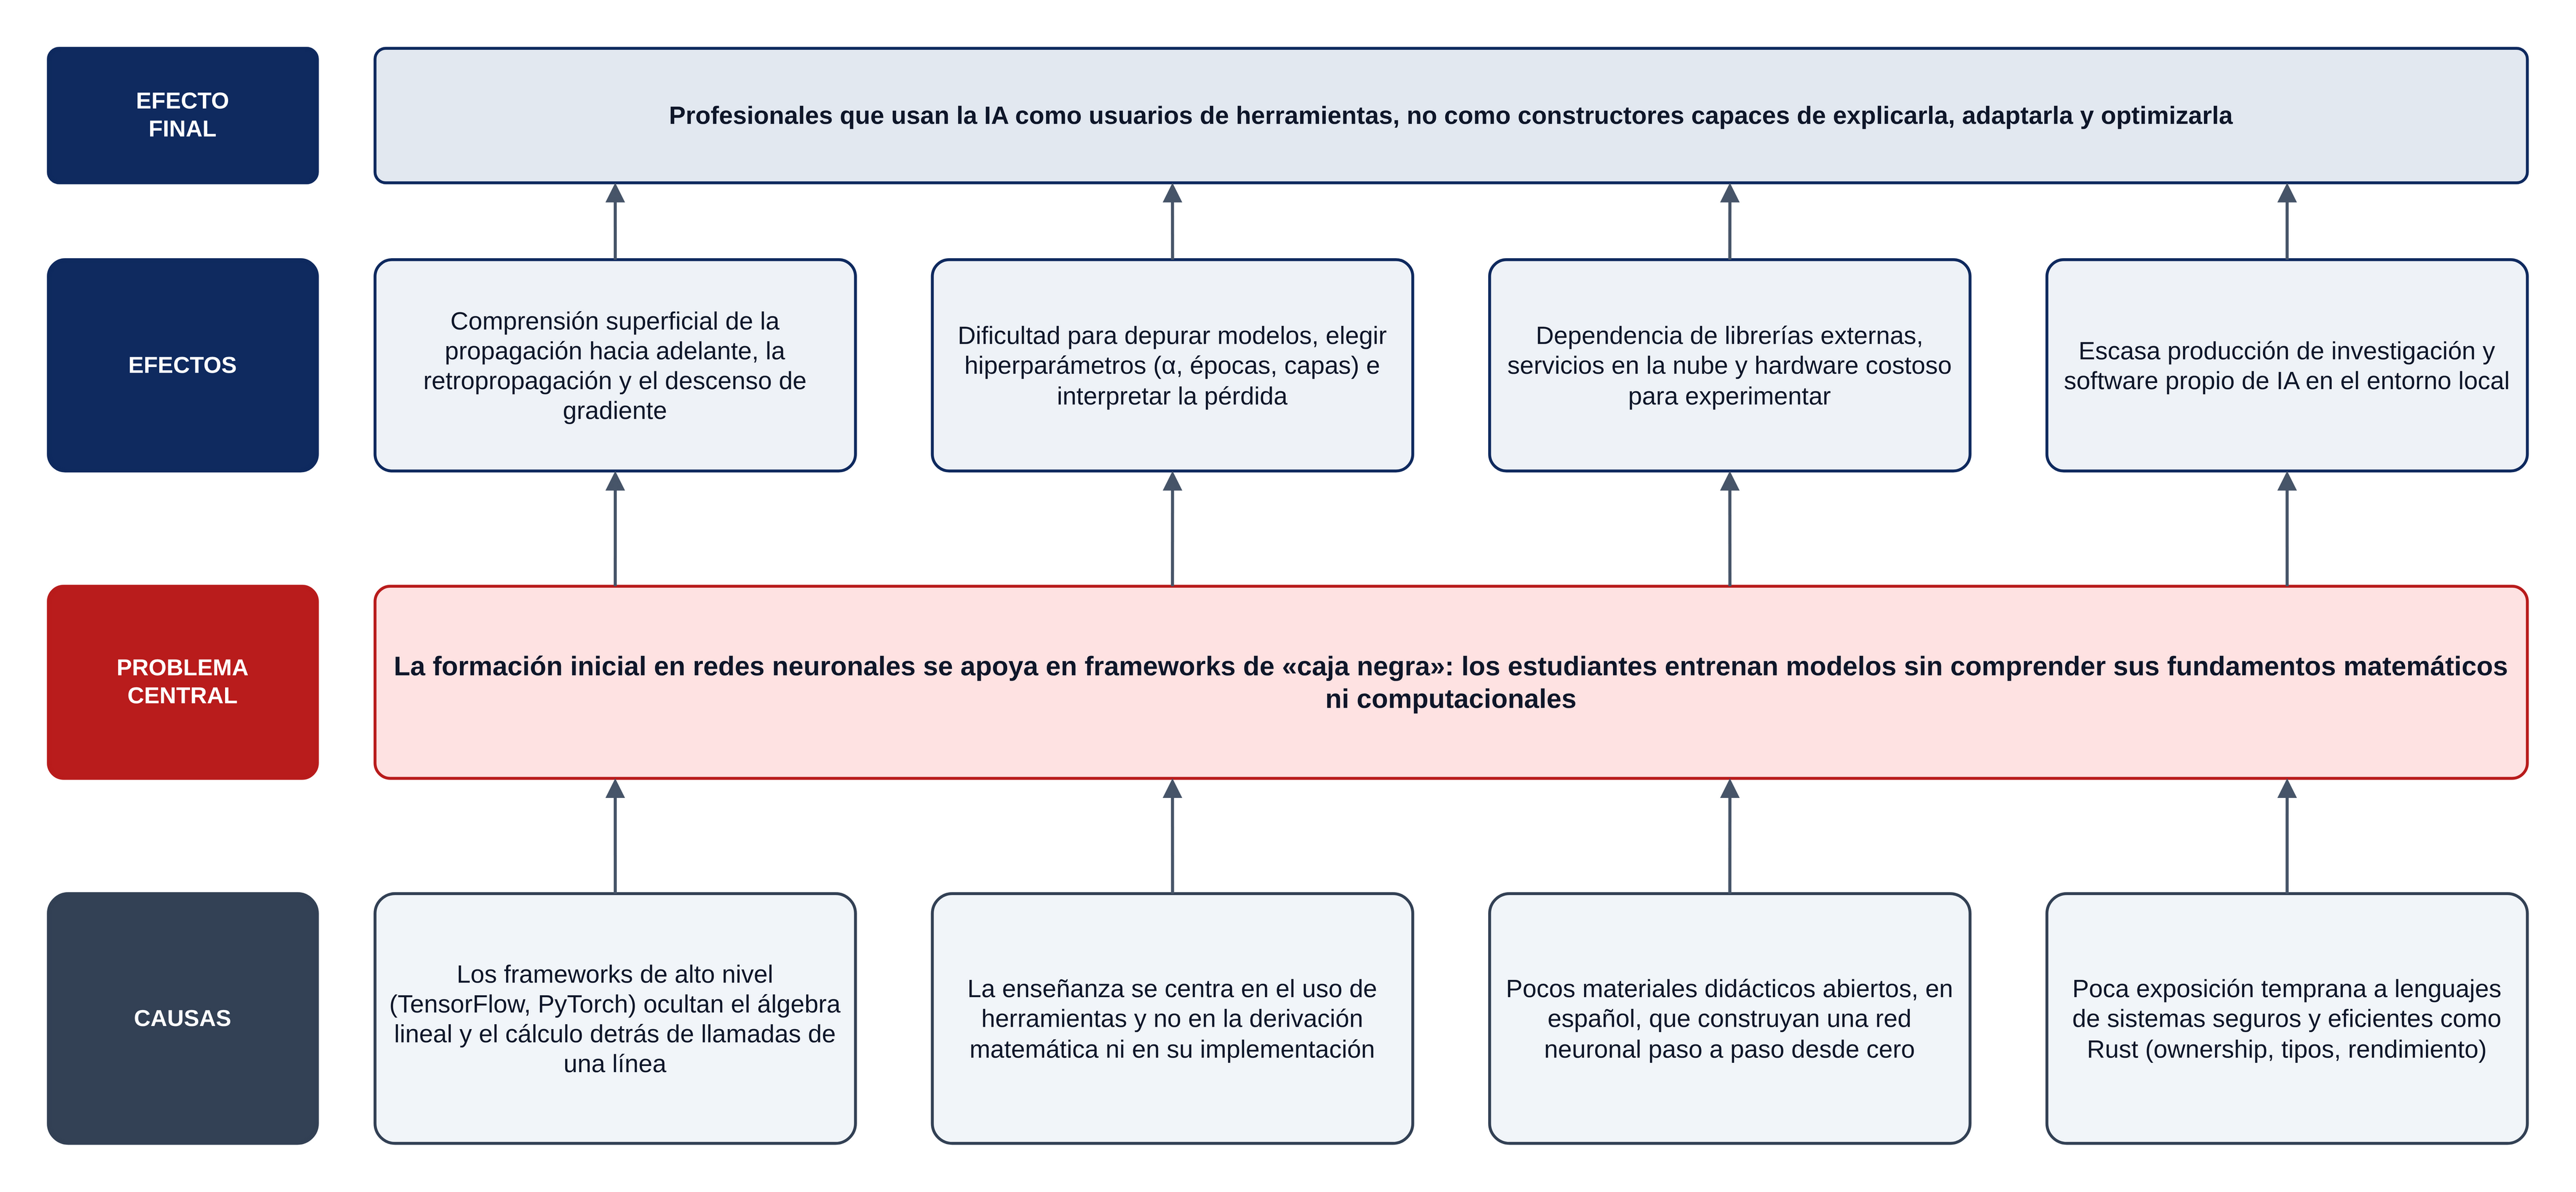 EFECTO
FINAL
Profesionales que usan la IA como usuarios de herramientas, no como constructores capaces de explicarla, adaptarla y optimizarla
EFECTOS
Comprensión superficial de la
propagación hacia adelante, la
retropropagación y el descenso de
gradiente
Dificultad para depurar modelos, elegir
hiperparámetros (α, épocas, capas) e
interpretar la pérdida
Dependencia de librerías externas,
servicios en la nube y hardware costoso
para experimentar
Escasa producción de investigación y
software propio de IA en el entorno local
PROBLEMA
CENTRAL
La formación inicial en redes neuronales se apoya en frameworks de «caja negra»: los estudiantes entrenan modelos sin comprender sus fundamentos matemáticos
ni computacionales
CAUSAS
Los frameworks de alto nivel
(TensorFlow, PyTorch) ocultan el álgebra
lineal y el cálculo detrás de llamadas de
una línea
La enseñanza se centra en el uso de
herramientas y no en la derivación
matemática ni en su implementación
Pocos materiales didácticos abiertos, en
español, que construyan una red
neuronal paso a paso desde cero
Poca exposición temprana a lenguajes
de sistemas seguros y eficientes como
Rust (ownership, tipos, rendimiento)